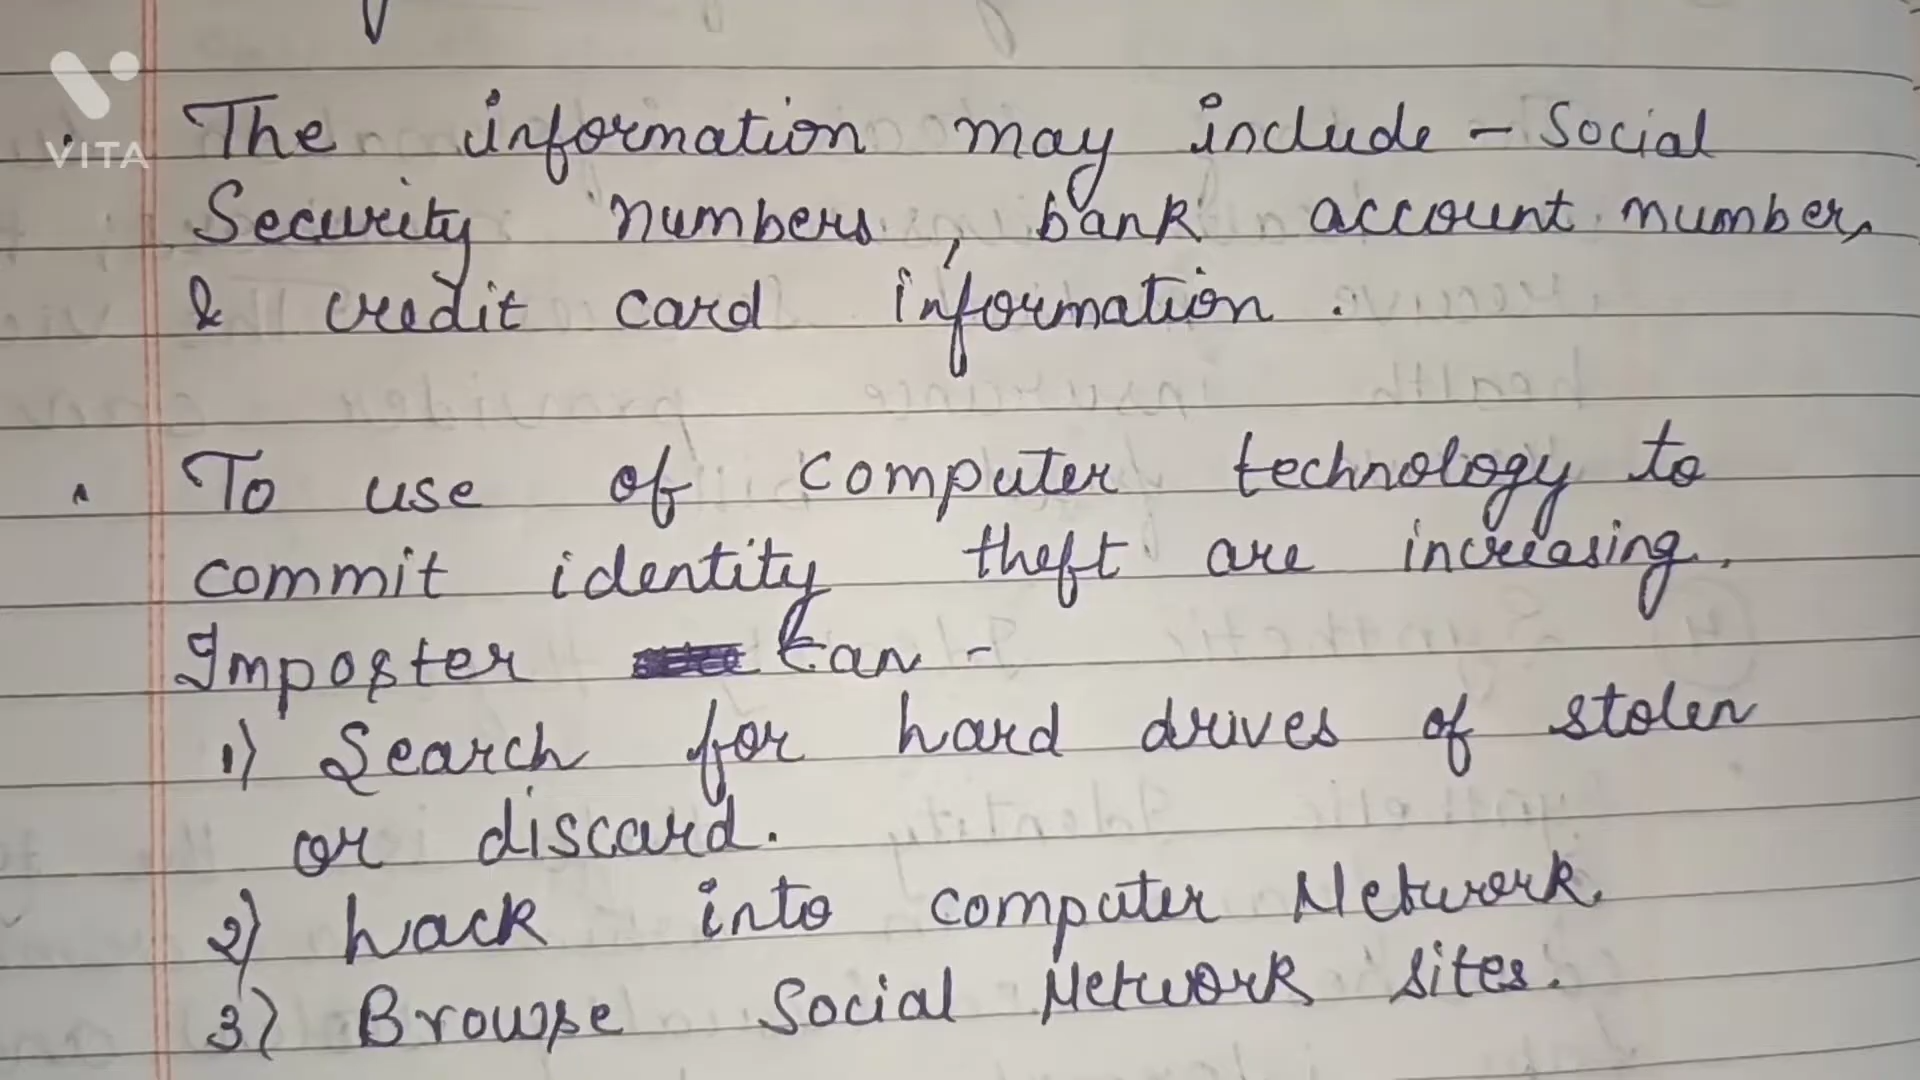 VITA
The information may include - Social
Security numbers, bank account number,
& credit card information.
To use of computer technology to
commit identity theft are increasing.
Imposter can -
1) Search for hard drives of stolen
or discard.
2) hack into computer Network.
3) Browse Social Network sites.